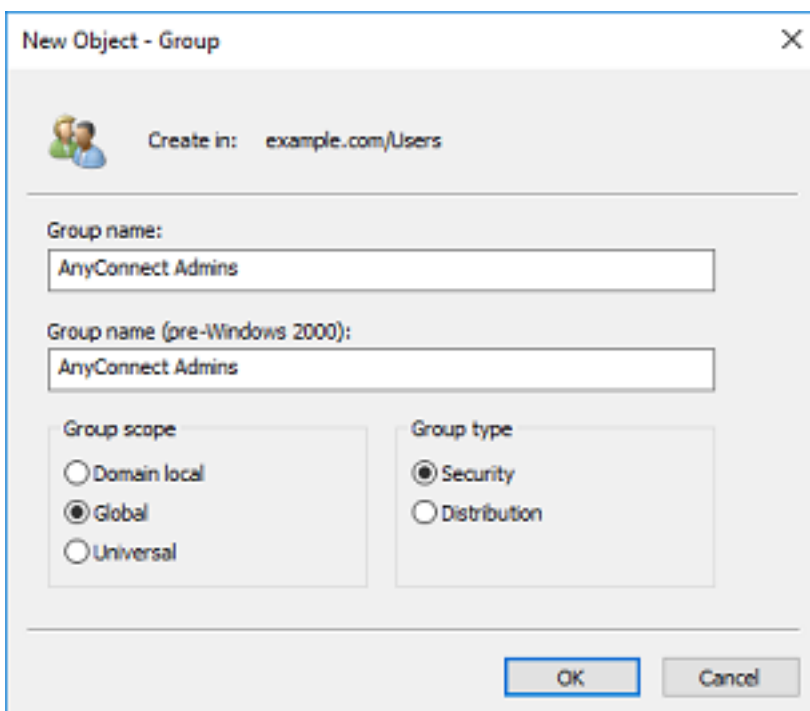 New Object - Group
Create in: example.com/Users
Group name:
AnyConnect Admins
Group name (pre-Windows 2000):
AnyConnect Admins
Group scope
Domain local
Global
Universal
Group type
Security
Distribution
OK Cancel